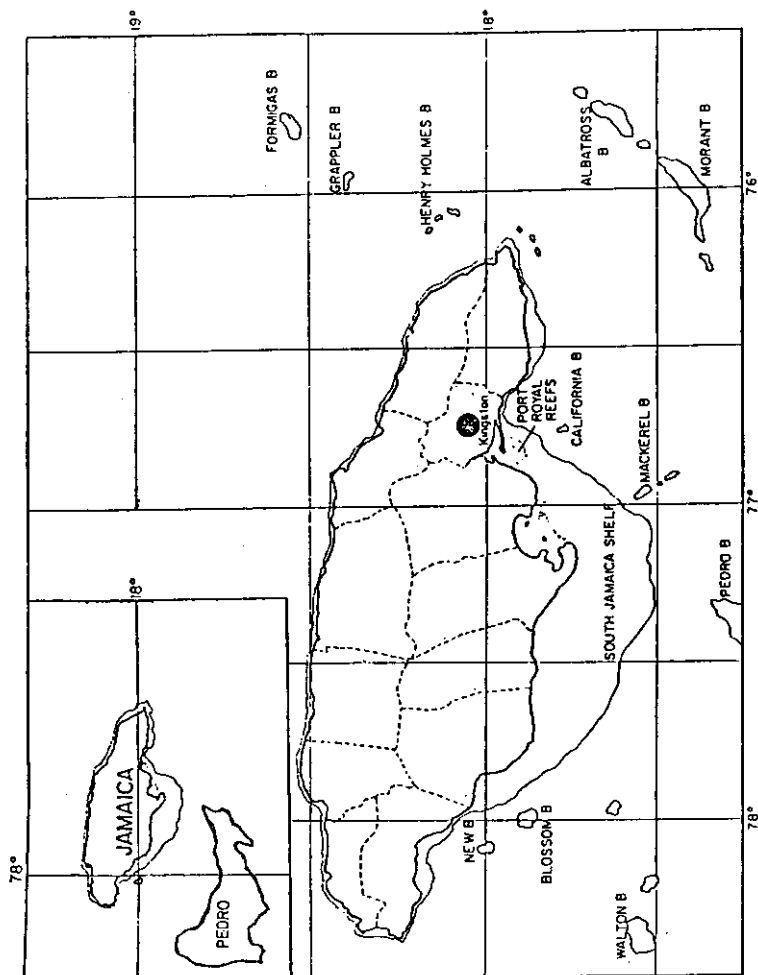 19°
18°
FORMIGAS B
GRAPPLER B
HENRY HOLMES B
ALBATROSS
B
MORANT B
76°
Kingston
PORT
ROYAL
REEFS
CALIFORNIA B
MACKEREL B
77°
SOUTH JAMAICA SHELF
PEDRO B
18°
JAMAICA
PEDRO
78°
NEW B
BLOSSOM B
WALTON B
78°